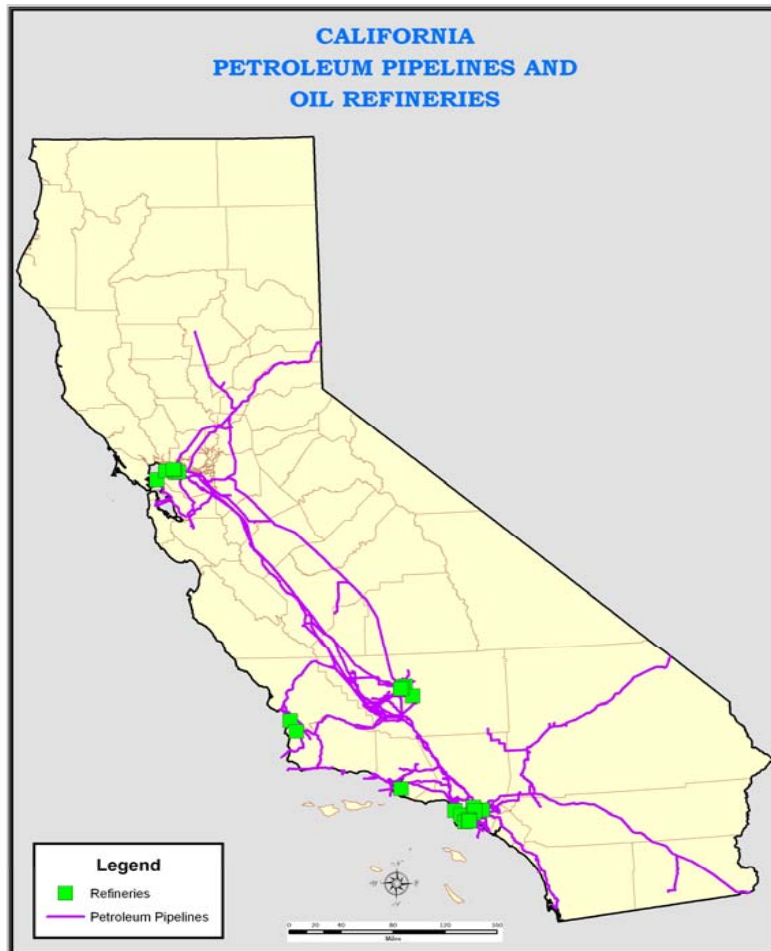 CALIFORNIA
PETROLEUM PIPELINES AND
OIL REFINERIES
Legend
Refineries
Petroleum Pipelines
0 20 40 80 120 160
Miles